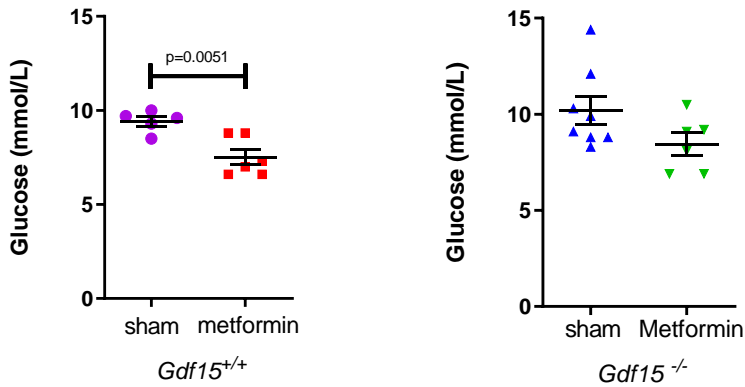 15
p=0.0051
10
5
0
Glucose (mmol/L)
sham metformin
Gdf15+/+
15
10
5
0
Glucose (mmol/L)
sham Metformin
Gdf15 -/-